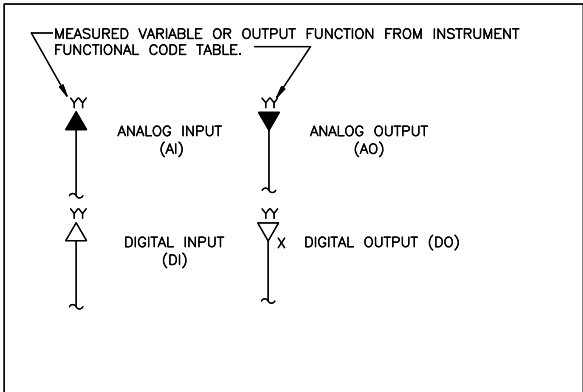 MEASURED VARIABLE OR OUTPUT FUNCTION FROM INSTRUMENT
FUNCTIONAL CODE TABLE.
YY
ANALOG INPUT
(AI)
YY
ANALOG OUTPUT
(AO)
YY
DIGITAL INPUT
(DI)
YY
X DIGITAL OUTPUT (DO)